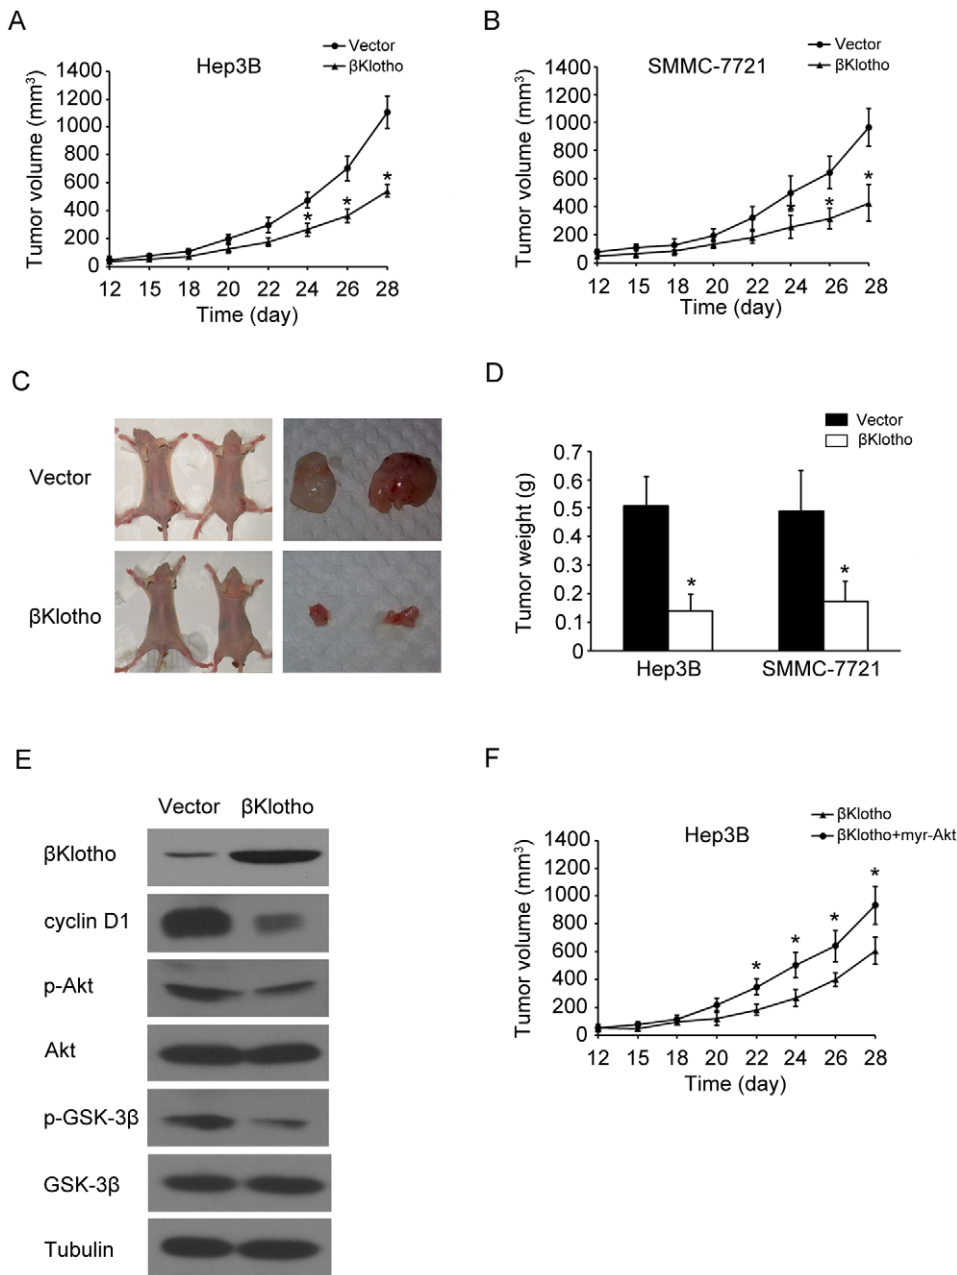 A
Vector
βKlotho
Hep3B
Tumor volume (mm³)
1400
1200
1000
800
600
400
200
0
*
*
*
12 15 18 20 22 24 26 28
Time (day)
B
Vector
βKlotho
SMMC-7721
Tumor volume (mm³)
1400
1200
1000
800
600
400
200
0
*
*
*
12 15 18 20 22 24 26 28
Time (day)
C
Vector
βKlotho
D
Vector
βKlotho
Tumor weight (g)
0.7
0.6
0.5
0.4
0.3
0.2
0.1
0
*
*
Hep3B SMMC-7721
E
Vector βKlotho
βKlotho
cyclin D1
p-Akt
Akt
p-GSK-3β
GSK-3β
Tubulin
F
βKlotho
βKlotho+myr-Akt
Hep3B
Tumor volume (mm³)
1400
1200
1000
800
600
400
200
0
*
*
*
*
12 15 18 20 22 24 26 28
Time (day)